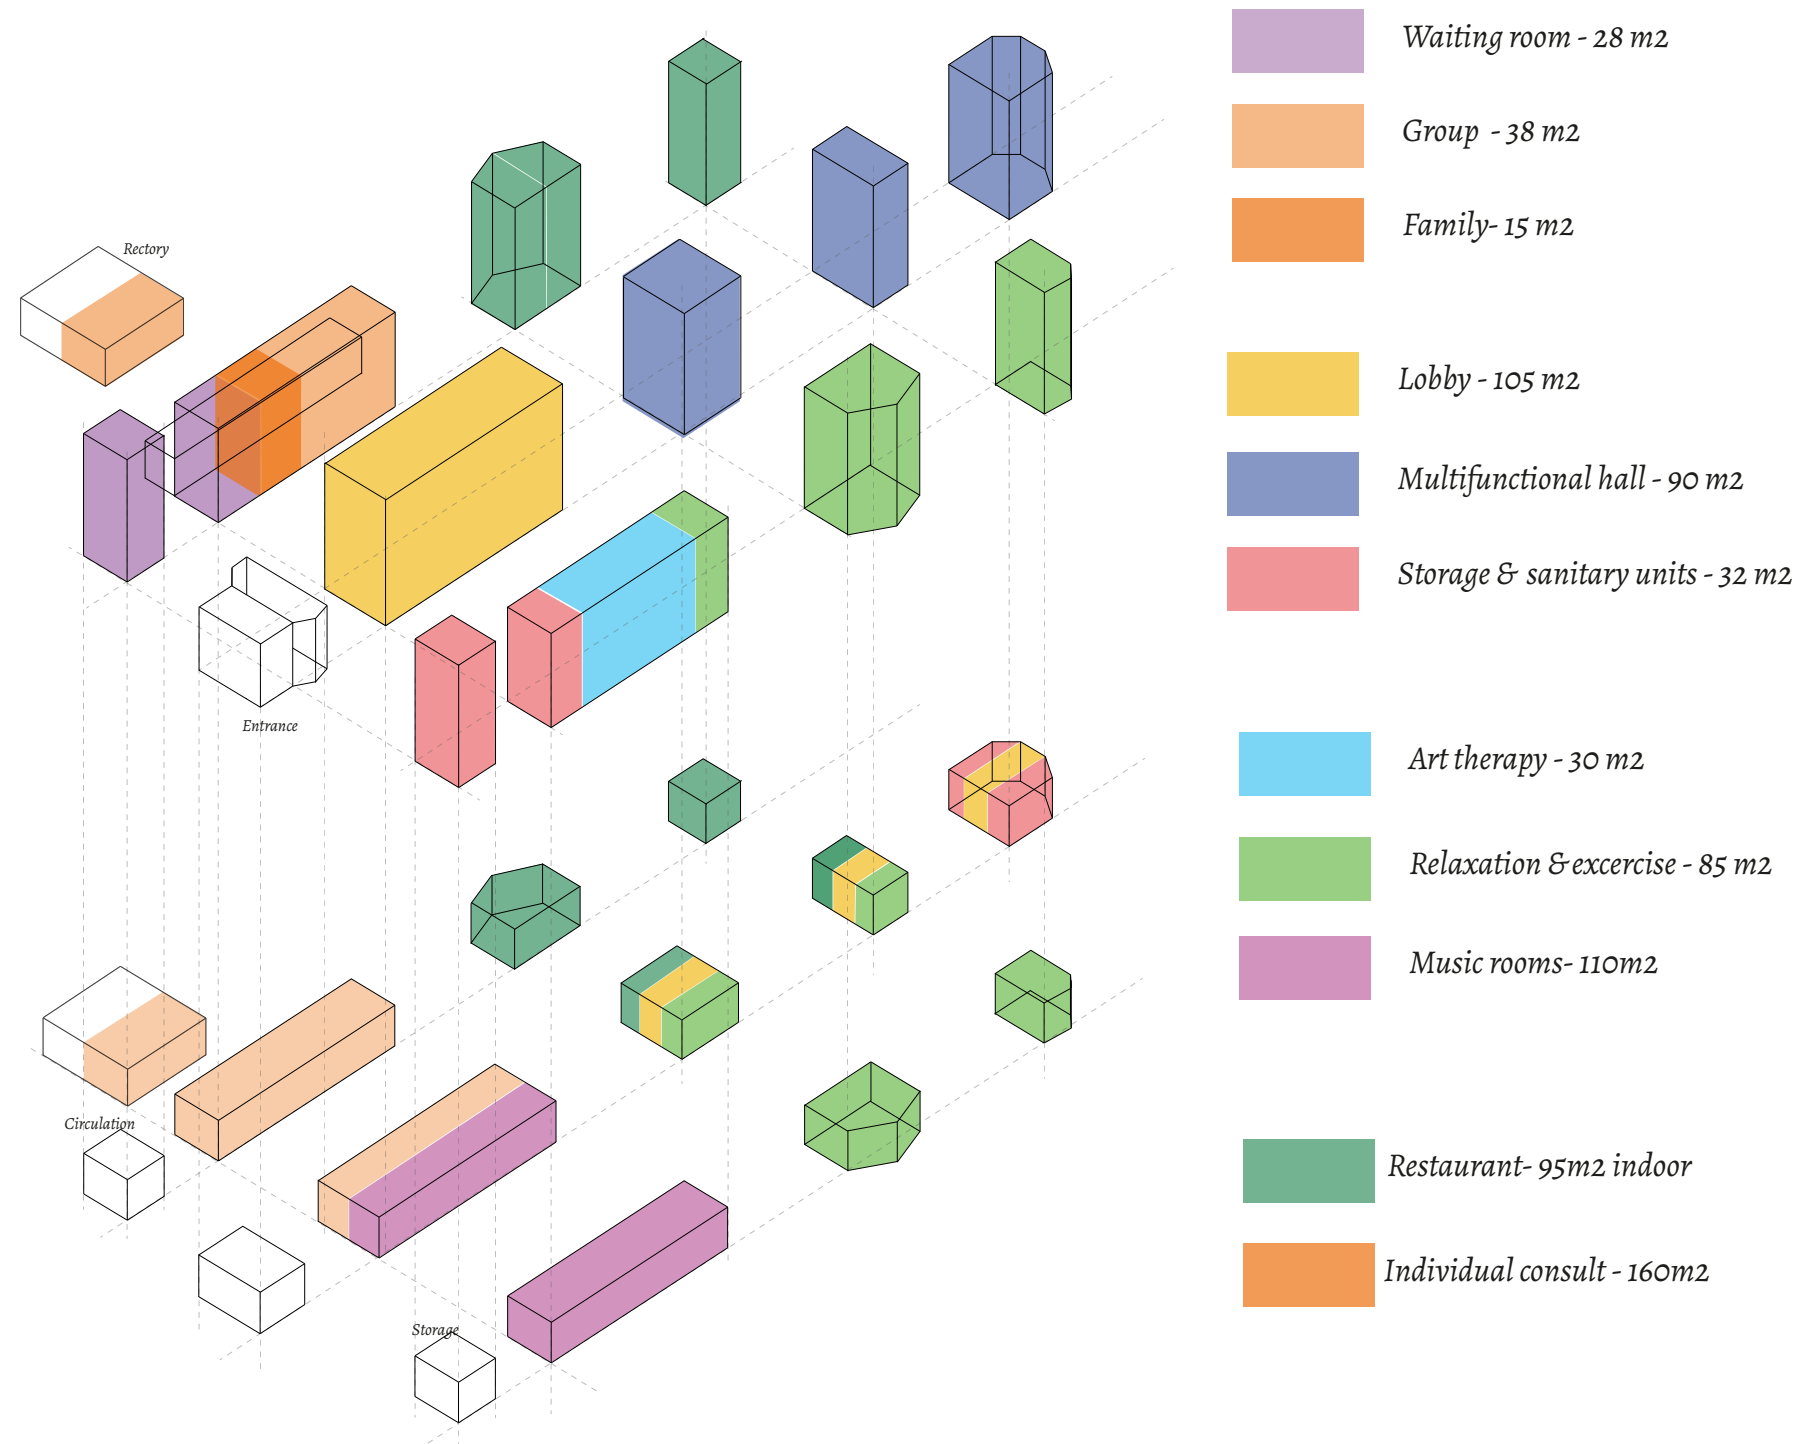 Waiting room - 28 m2
Group - 38 m2
Family- 15 m2
Rectory
Lobby - 105 m2
Multifunctional hall - 90 m2
Storage & sanitary units - 32 m2
Entrance
Art therapy - 30 m2
Relaxation & excercise - 85 m2
Music rooms- 110m2
Circulation
Restaurant- 95m2 indoor
Individual consult - 160m2
Storage